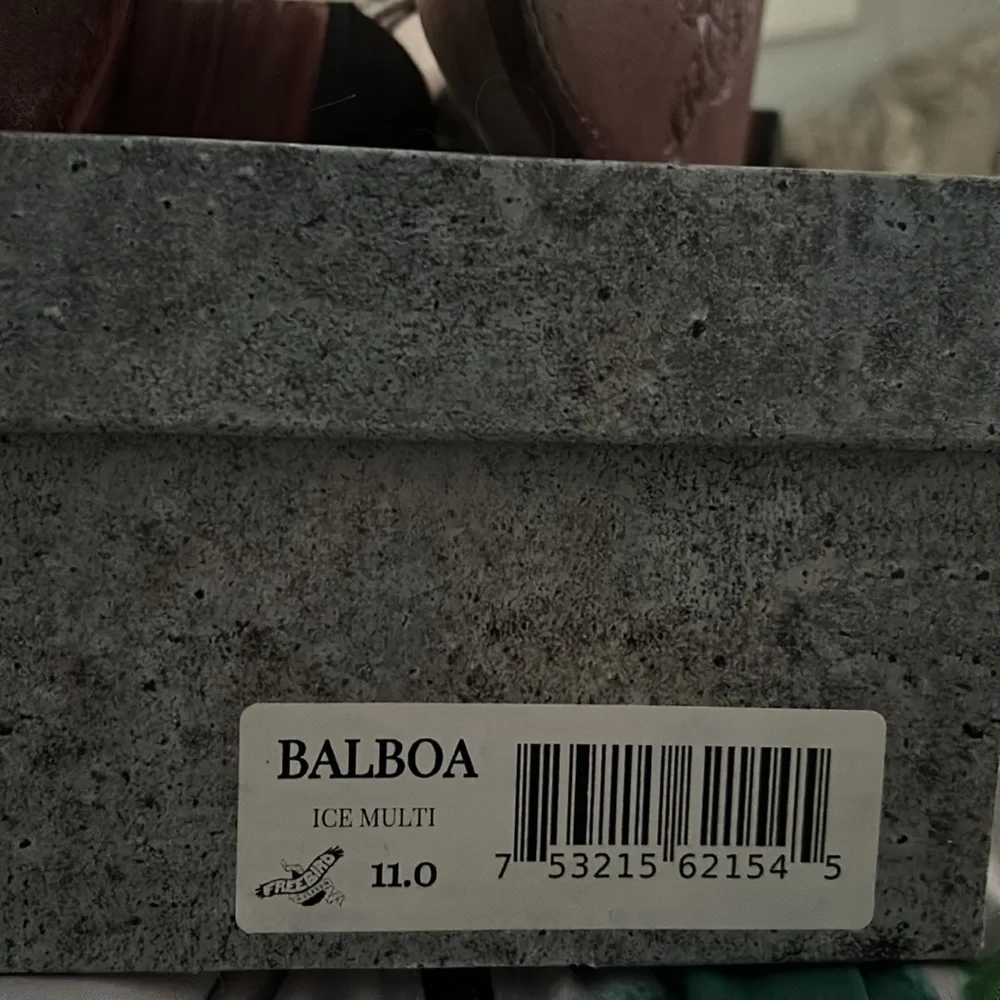 BALBOA
ICE MULTI
FREEBIRD
11.0
7 53215 62154 5